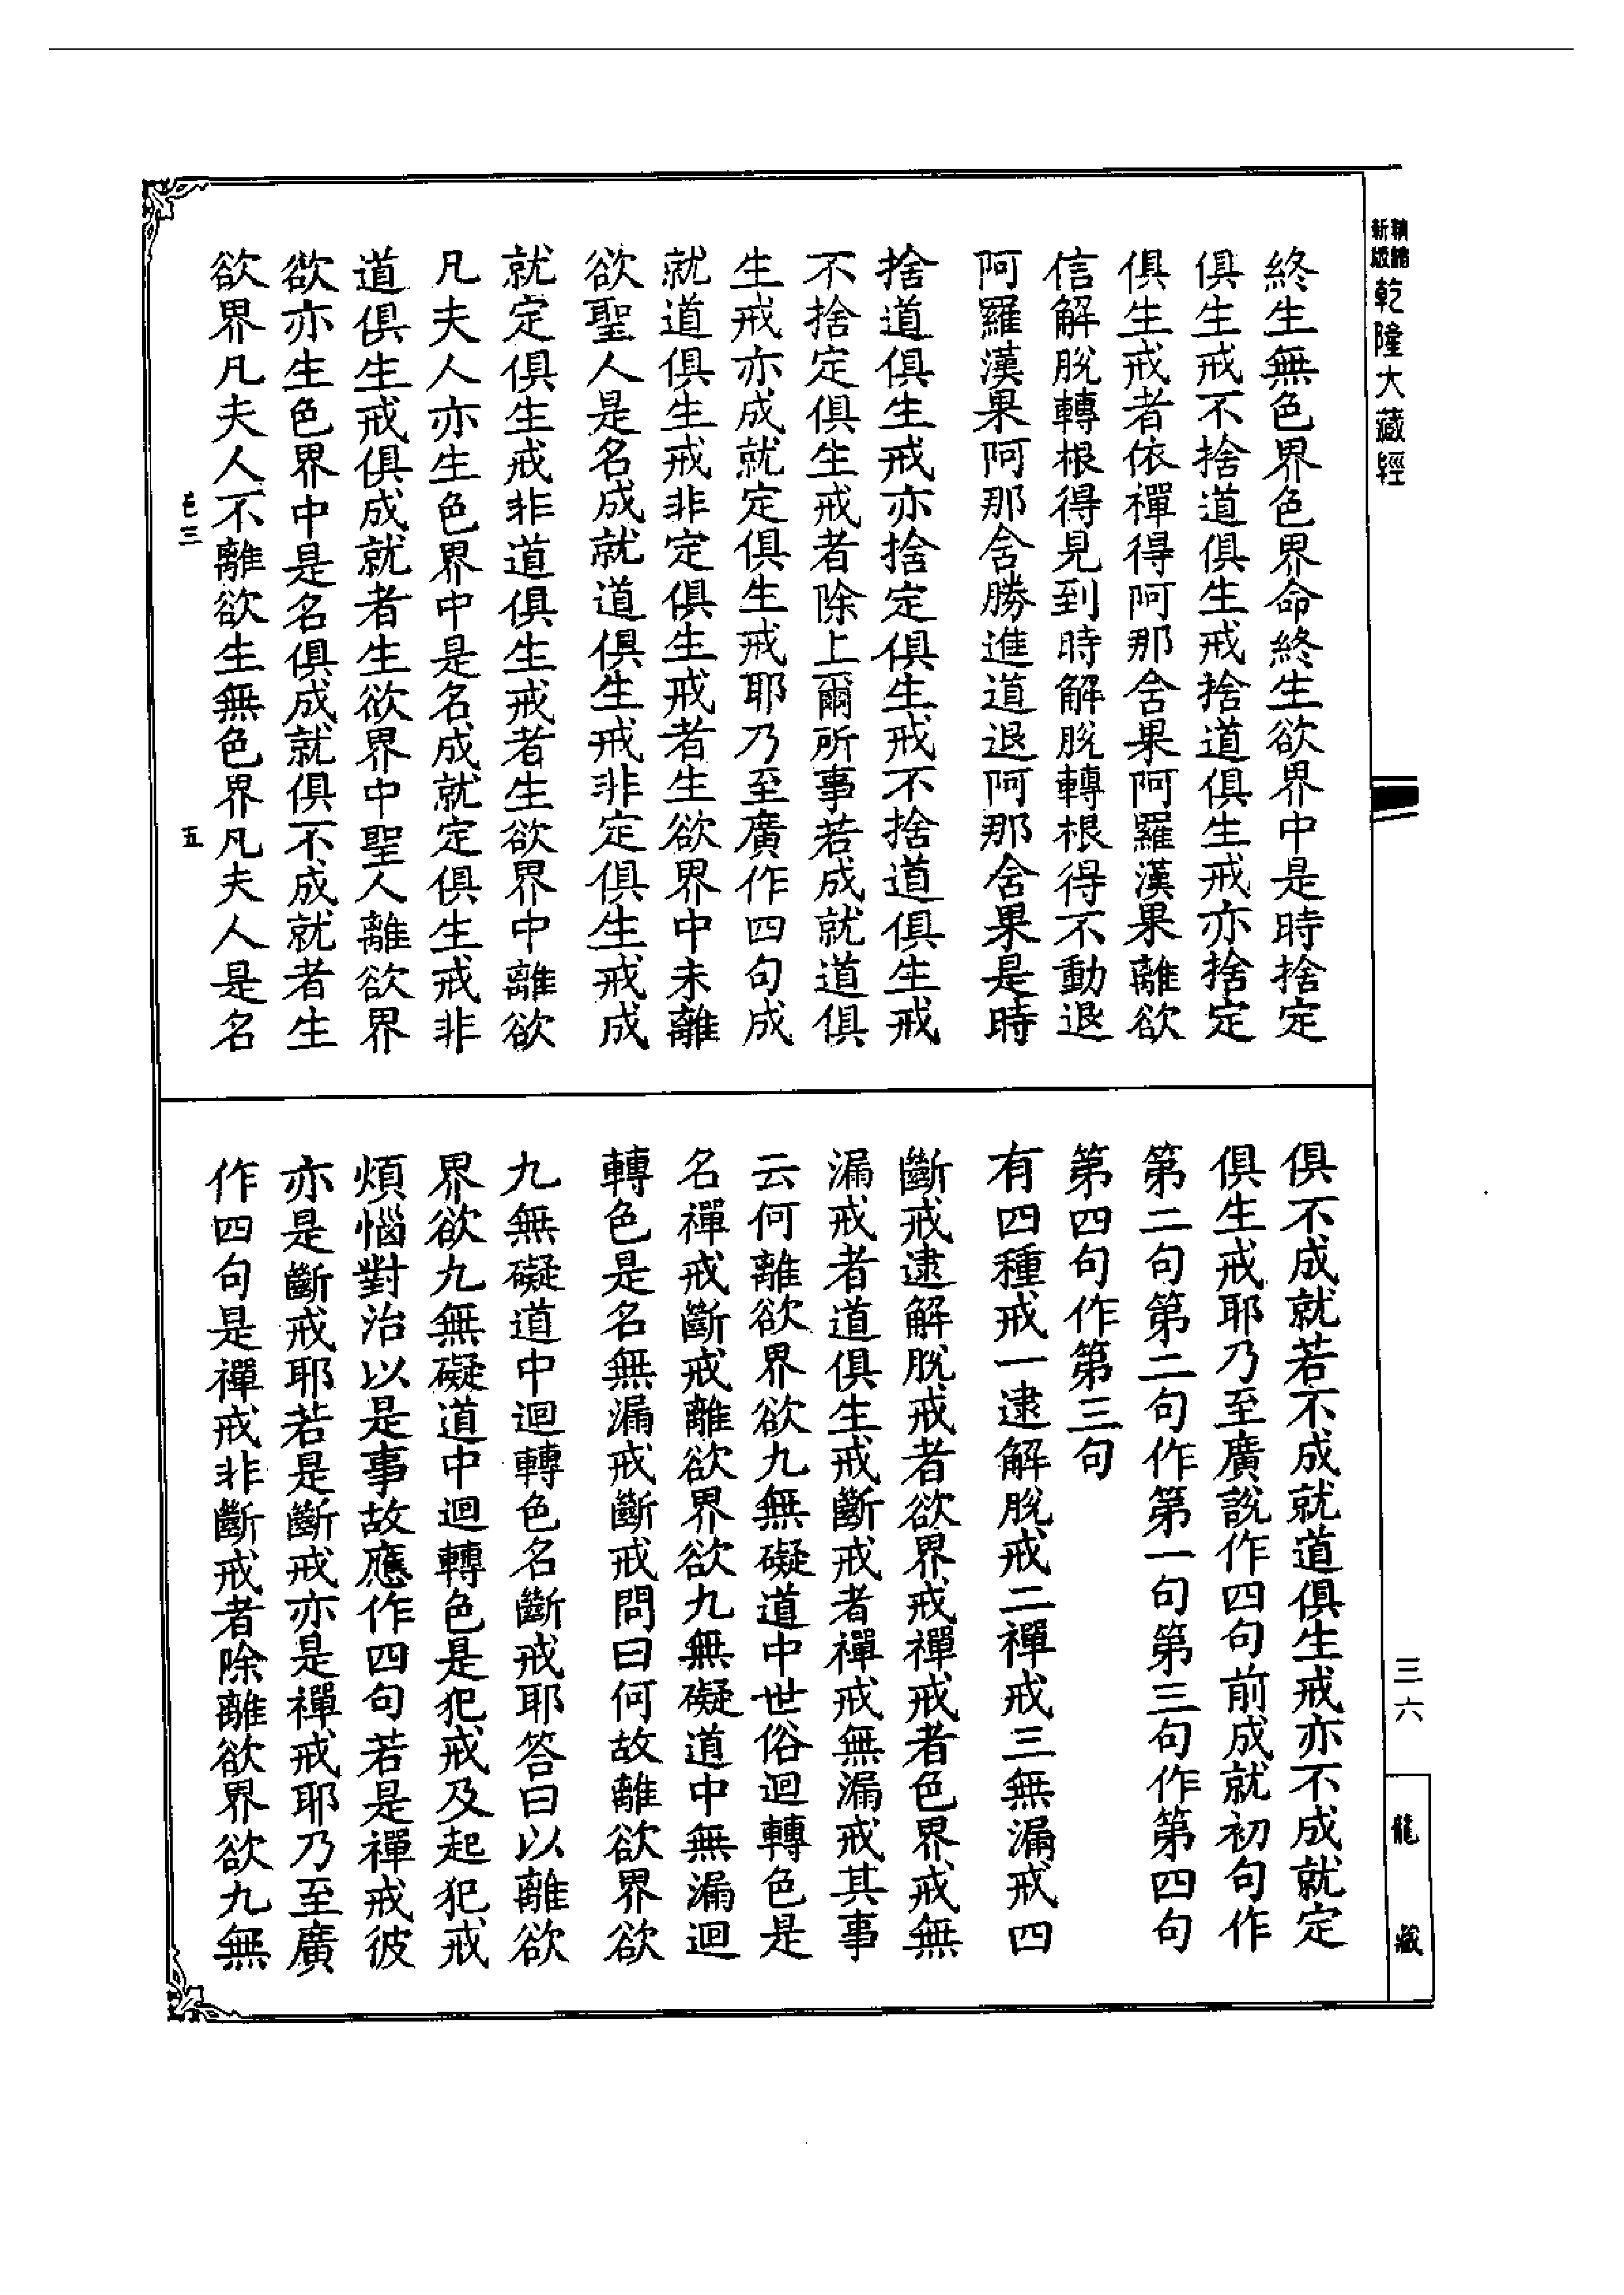 新版
精體
乾隆大藏經
終生無色界色界命終生欲界中是時捨定
俱生戒不捨道俱生戒捨道俱生戒亦捨定
俱生戒者依禪得阿那含果阿羅漢果離欲
信解脫轉根得見到時解脫轉根得不動退
阿羅漢果阿那含勝進道退阿那含果是時
捨道俱生戒亦捨定俱生戒不捨道俱生戒
不捨定俱生戒者除上爾所事若成就道俱
生戒亦成就定俱生戒耶乃至廣作四句成
就道俱生戒非定俱生戒者生欲界中未離
欲聖人是名成就道俱生戒非定俱生戒成
就定俱生戒非道俱生戒者生欲界中離欲
凡夫人亦生色界中是名成就定俱生戒非
道俱生戒俱成就者生欲界中聖人離欲界
欲亦生色界中是名俱成就俱不成就者生
欲界凡夫人不離欲生無色界凡夫人是名
三
五
俱不成就若不成就道俱生戒亦不成就定
俱生戒耶乃至廣說作四句前成就初句作
第二句第二句作第一句第三句作第四句
第四句作第三句
有四種戒一逮解脫戒二禪戒三無漏戒四
斷戒逮解脫戒者欲界戒禪戒者色界戒無
漏戒者道俱生戒斷戒者禪戒無漏戒其事
云何離欲界欲九無礙道中世俗迴轉色是
名禪戒斷戒離欲界欲九無礙道中無漏迴
轉色是名無漏戒斷戒問曰何故離欲界欲
九無礙道中迴轉色名斷戒耶答曰以離欲
界欲九無礙道中迴轉色是犯戒及起犯戒
煩惱對治以是事故應作四句若是禪戒彼
亦是斷戒耶若是斷戒亦是禪戒耶乃至廣
作四句是禪戒非斷戒者除離欲界欲九無
三六
龍藏